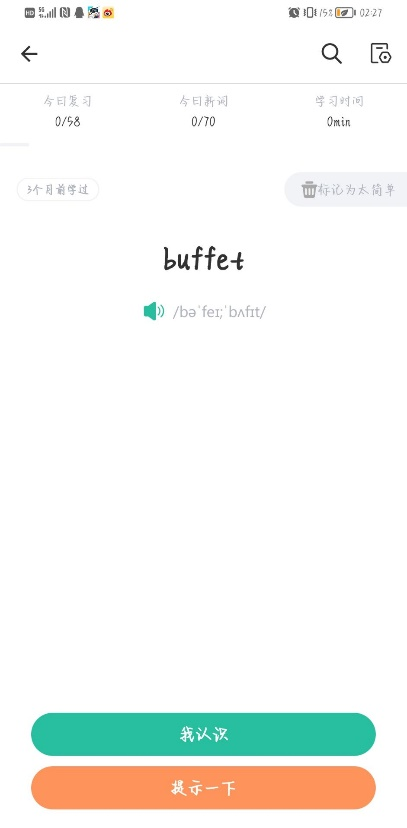 02:27
今日复习
今日新词
学习时间
0/58
0/70
0min
3个月前学过
标记为太简单
buffet
/bəˈfeɪ;ˈbʌfɪt/
我认识
提示一下